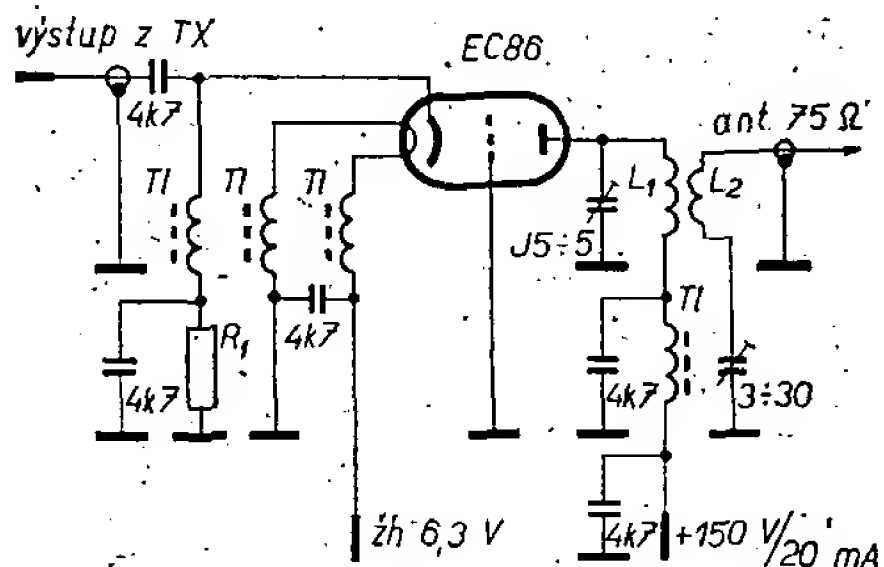 výstup z TX
EC86
4k7
ant. 75 Ω
Tl
Tl
Tl
L1
L2
J5÷5
Tl
4k7
R1
4k7
4k7
3÷30
4k7
žh 6,3 V
+150 V/20 mA